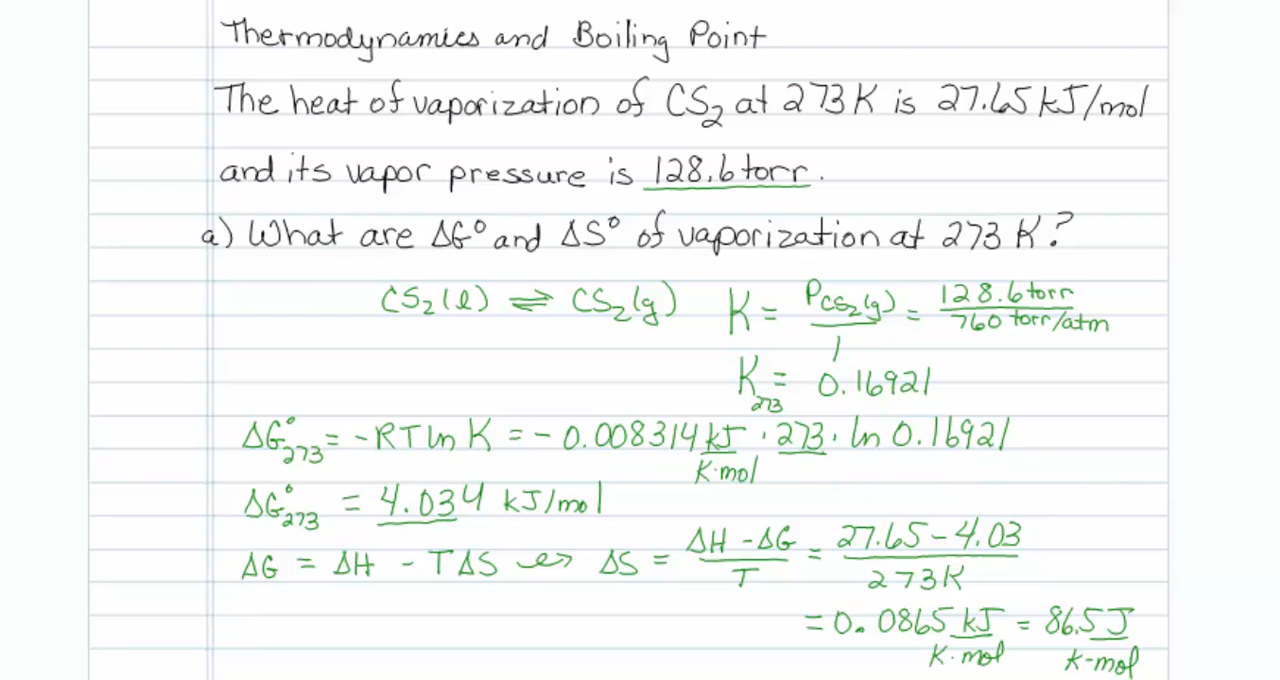 Thermodynamics and Boiling Point
The heat of vaporization of CS₂ at 273 K is 27.65 kJ/mol
and its vapor pressure is 128.6 torr.
a) What are ΔG° and ΔS° of vaporization at 273 K?
CS₂(l) ⇌ CS₂(g) K = P CS₂(g) / 1 = 128.6 torr / 760 torr/atm
K₂₇₃ = 0.16921
ΔG°₂₇₃ = -RT ln K = - 0.008314 kJ / K·mol · 273 · ln 0.16921
ΔG°₂₇₃ = 4.034 kJ/mol
ΔG = ΔH - TΔS ⇔ ΔS = ΔH - ΔG / T = 27.65 - 4.03 / 273K
= 0.0865 kJ / K·mol = 86.5 J / K-mol